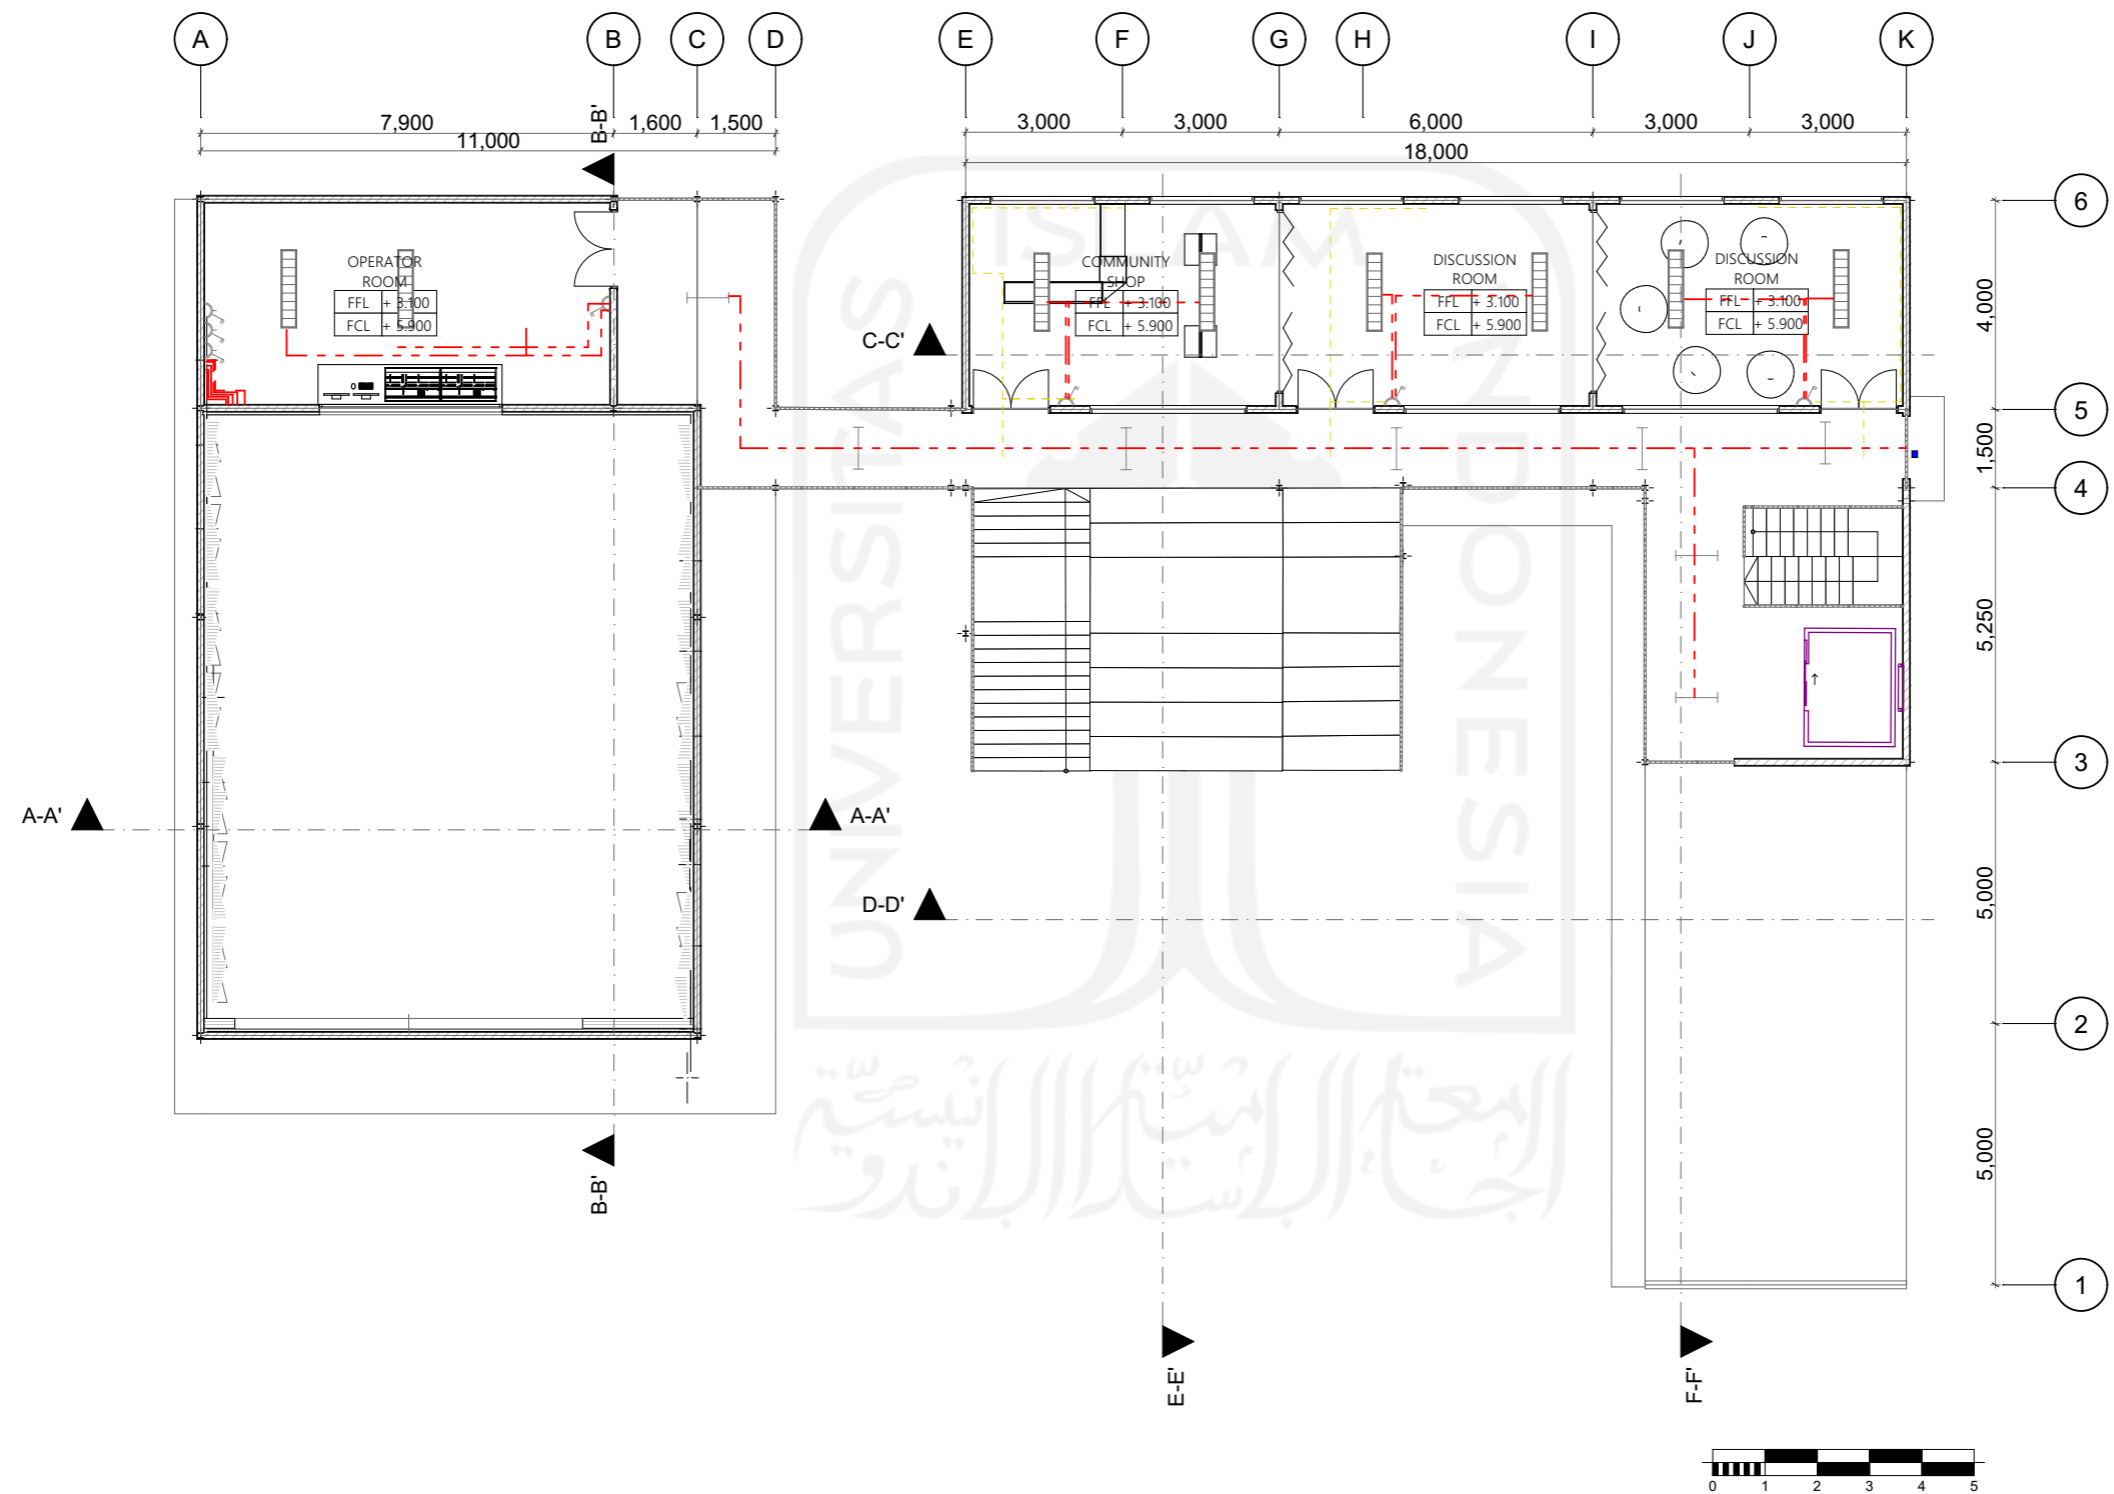 A B C D E F G H I J K
B-B'
7,900 1,600 1,500 3,000 3,000 6,000 3,000 3,000
11,000 18,000
6
ISLAM
OPERATOR
ROOM
FFL + 3.100
FCL + 5.900
COMMUNITY
SHOP
FFL + 3.100
FCL + 5.900
DISCUSSION
ROOM
FFL + 3.100
FCL + 5.900
DISCUSSION
ROOM
FFL + 3.100
FCL + 5.900
4,000
C-C'
5
1,500
4
UNIVERSITAS
INDONESIA
5,250
3
A-A' A-A'
5,000
D-D'
2
5,000
B-B'
1
E-E' F-F'
0 1 2 3 4 5